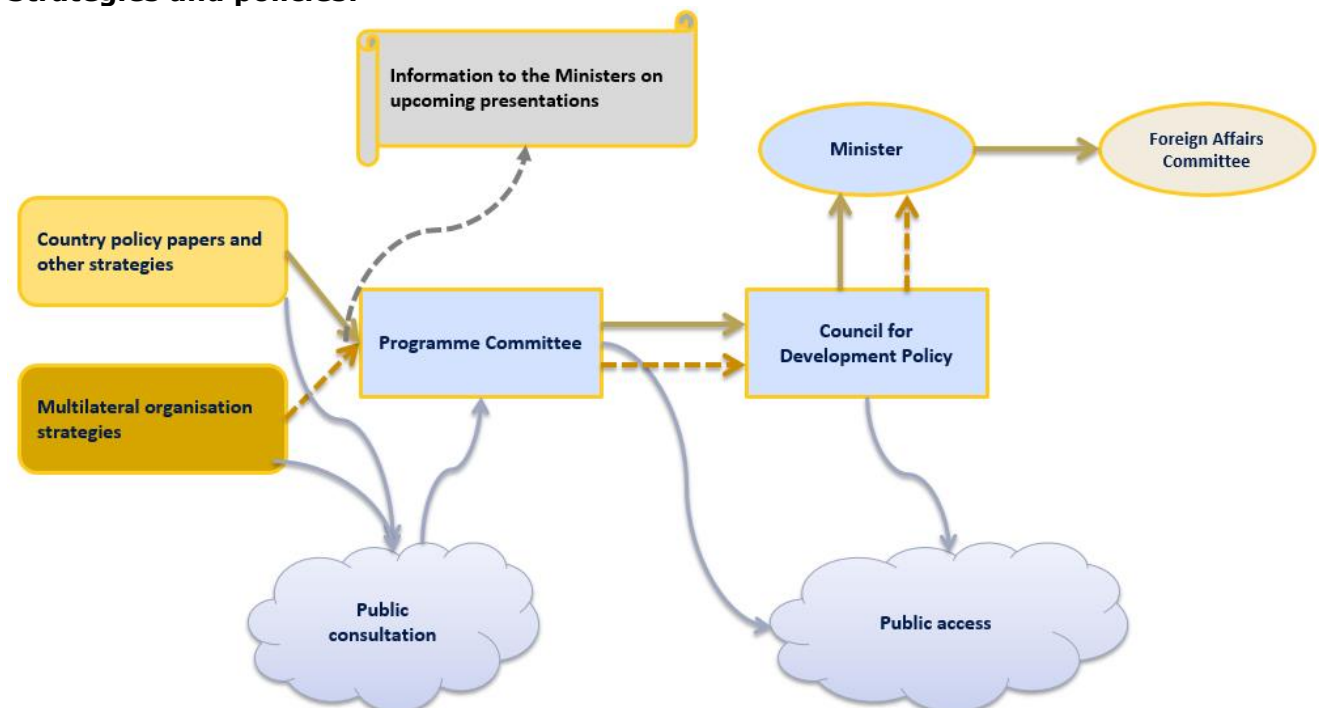 Information to the Ministers on
upcoming presentations
Minister
Foreign Affairs
Committee
Country policy papers and
other strategies
Programme Committee
Council for
Development Policy
Multilateral organisation
strategies
Public
consultation
Public access